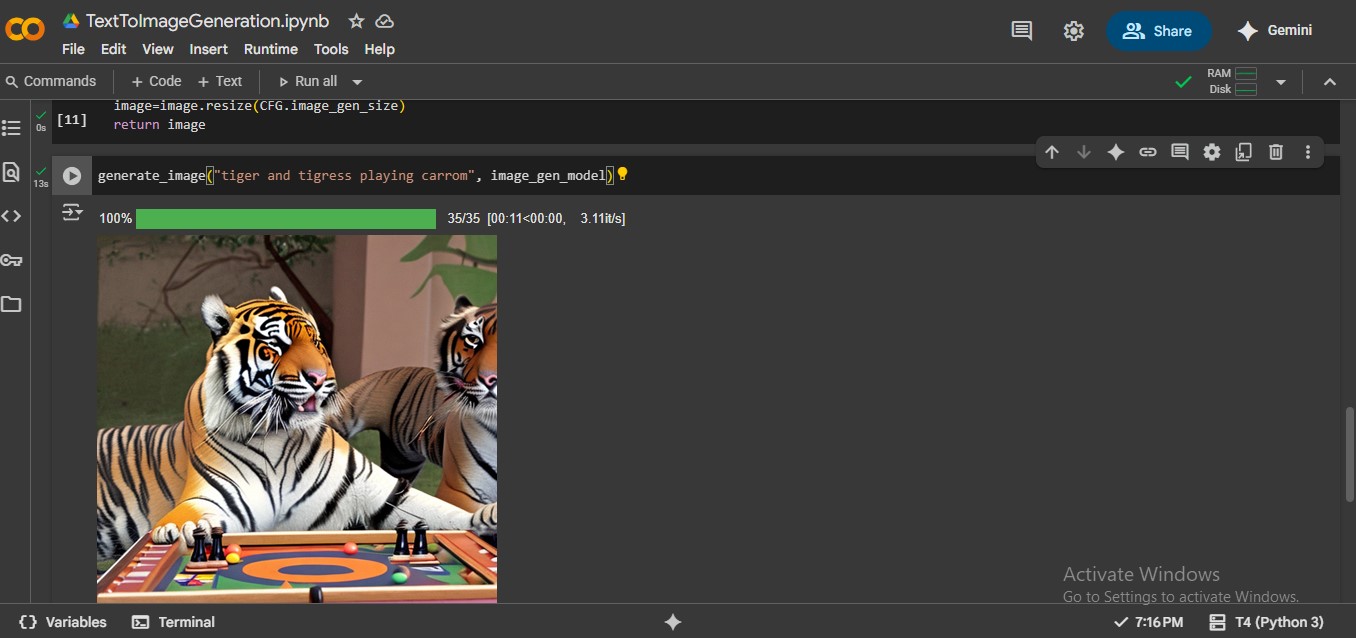 TextToImageGeneration.ipynb
File Edit View Insert Runtime Tools Help
Share
Gemini
Commands + Code + Text Run all
RAM
Disk
image=image.resize(CFG.image_gen_size)
0s [11]
return image
13s
generate_image("tiger and tigress playing carrom", image_gen_model)
100% 35/35 [00:11<00:00, 3.11it/s]
Activate Windows
Go to Settings to activate Windows.
Variables Terminal 7:16 PM T4 (Python 3)